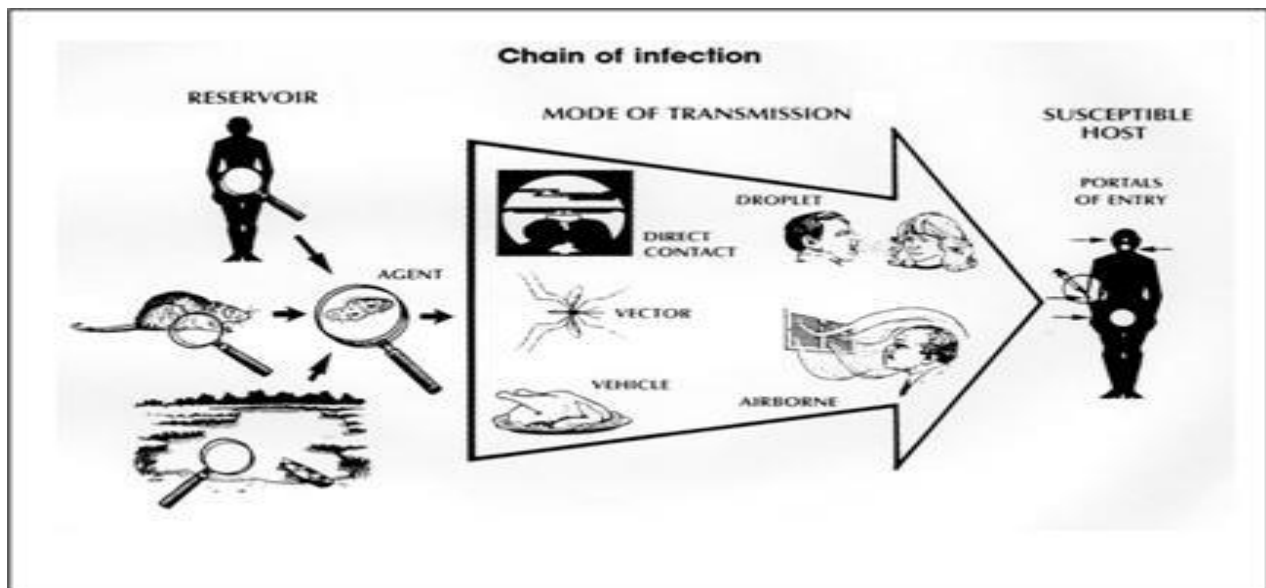 Chain of infection
RESERVOIR
MODE OF TRANSMISSION
SUSCEPTIBLE
HOST
PORTALS
OF ENTRY
DROPLET
DIRECT
CONTACT
AGENT
VECTOR
VEHICLE
AIRBORNE